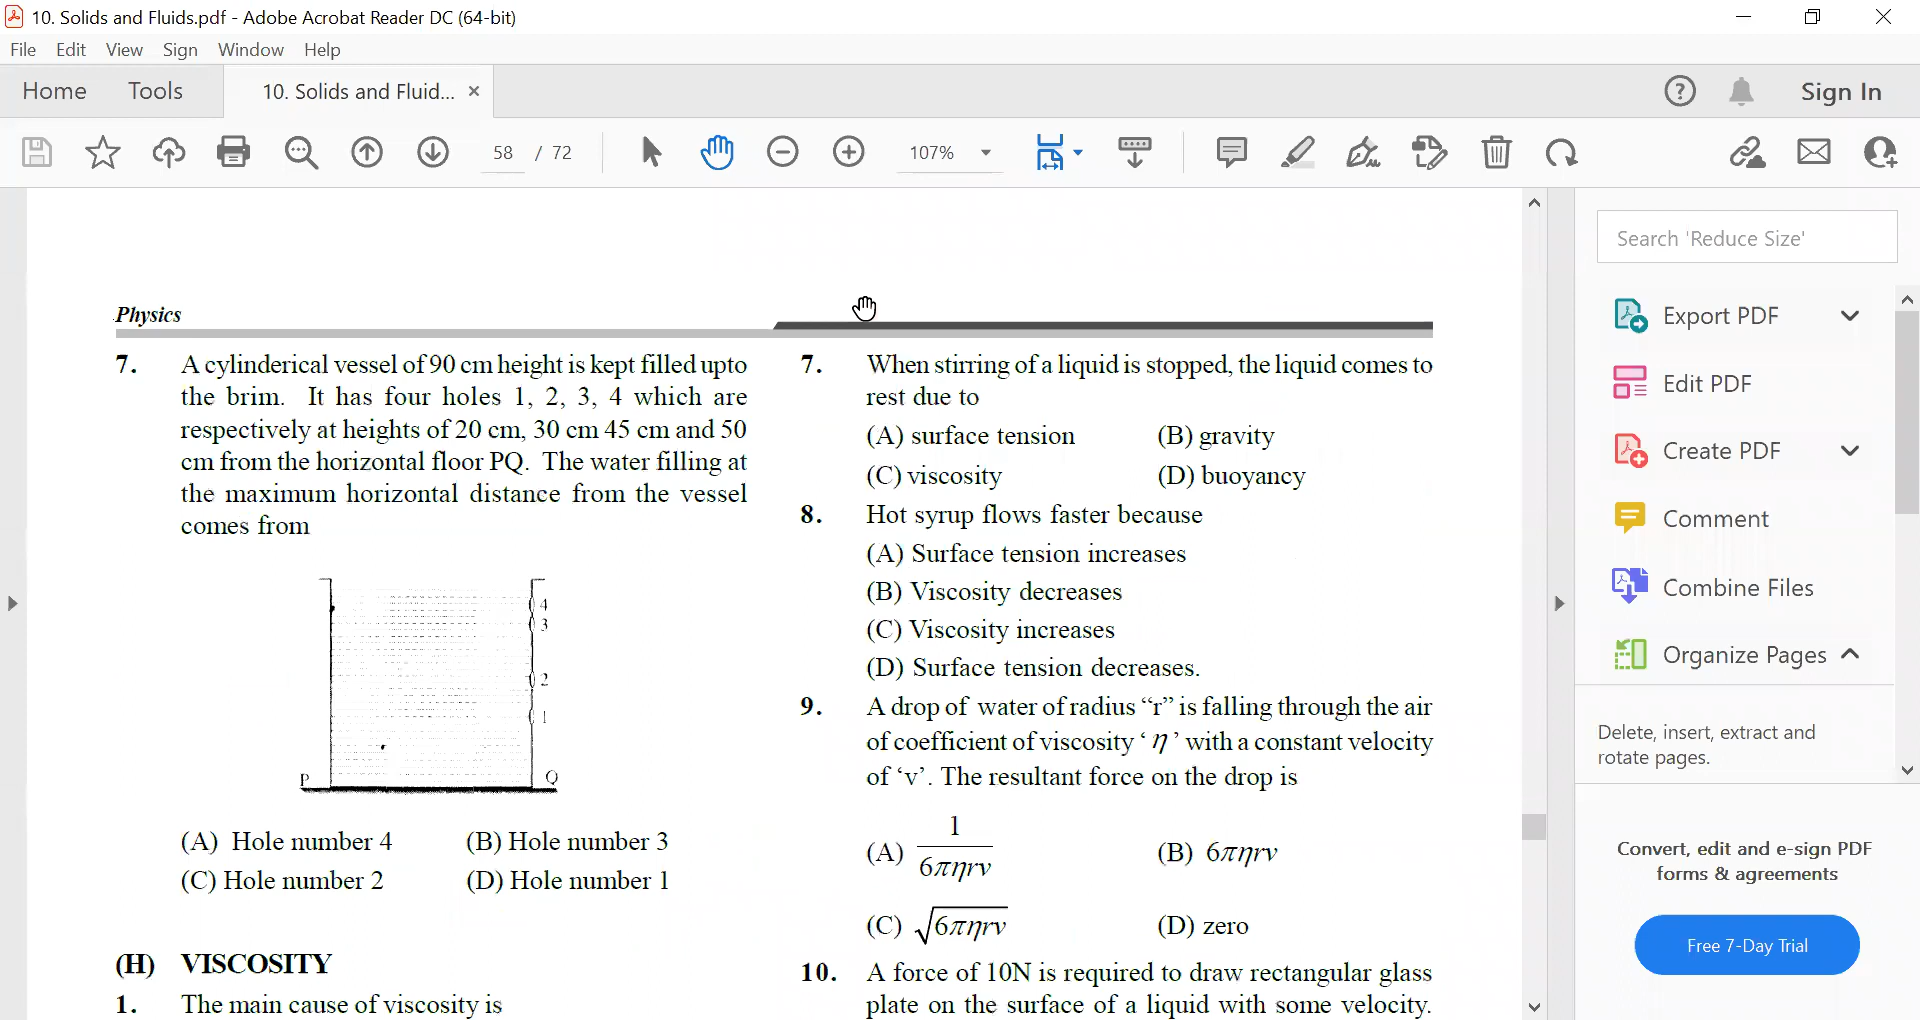 10. Solids and Fluids.pdf - Adobe Acrobat Reader DC (64-bit)
File Edit View Sign Window Help
Home Tools 10. Solids and Fluid... × Sign In
58 / 72 107%
Physics
7. A cylinderical vessel of 90 cm height is kept filled upto
the brim. It has four holes 1, 2, 3, 4 which are
respectively at heights of 20 cm, 30 cm 45 cm and 50
cm from the horizontal floor PQ. The water filling at
the maximum horizontal distance from the vessel
comes from
4
3
2
1
P Q
(A) Hole number 4 (B) Hole number 3
(C) Hole number 2 (D) Hole number 1
(H) VISCOSITY
1. The main cause of viscosity is
7. When stirring of a liquid is stopped, the liquid comes to
rest due to
(A) surface tension (B) gravity
(C) viscosity (D) buoyancy
8. Hot syrup flows faster because
(A) Surface tension increases
(B) Viscosity decreases
(C) Viscosity increases
(D) Surface tension decreases.
9. A drop of water of radius “r” is falling through the air
of coefficient of viscosity ‘ η ’ with a constant velocity
of ‘v’. The resultant force on the drop is
(A) 1/6πηrv (B) 6πηrv
(C) √6πηrv (D) zero
10. A force of 10N is required to draw rectangular glass
plate on the surface of a liquid with some velocity.
Search 'Reduce Size'
Export PDF
Edit PDF
Create PDF
Comment
Combine Files
Organize Pages
Delete, insert, extract and
rotate pages.
Convert, edit and e-sign PDF
forms & agreements
Free 7-Day Trial